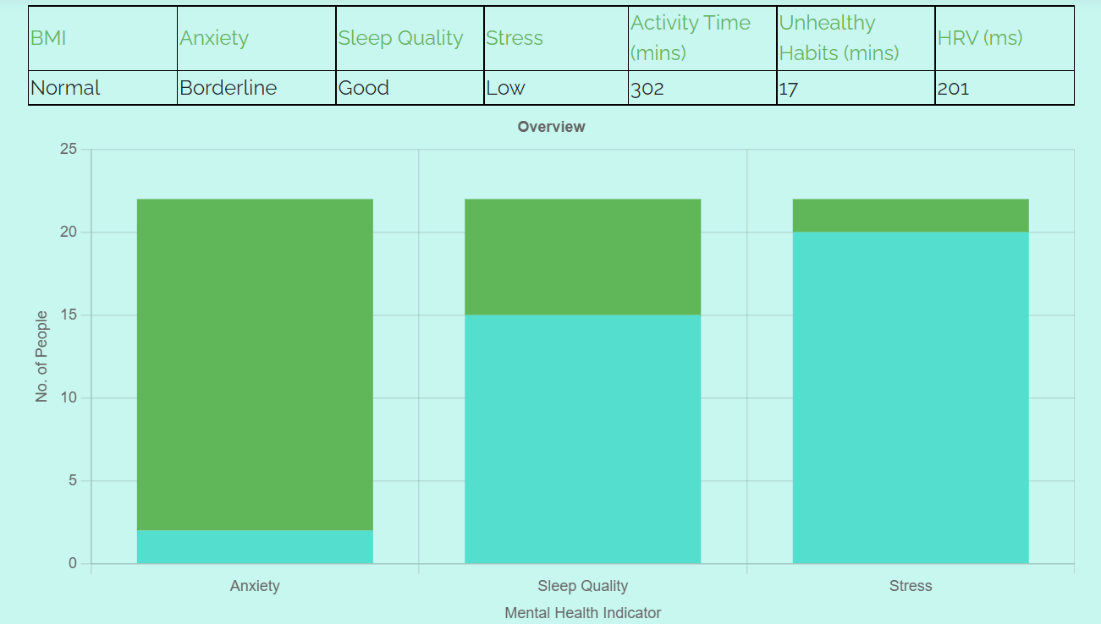 BMI Anxiety Sleep Quality Stress Activity Time (mins) Unhealthy Habits (mins) HRV (ms)
Normal Borderline Good Low 302 17 201
Overview
25
20
15
10
5
0
No. of People
Anxiety Sleep Quality Stress
Mental Health Indicator